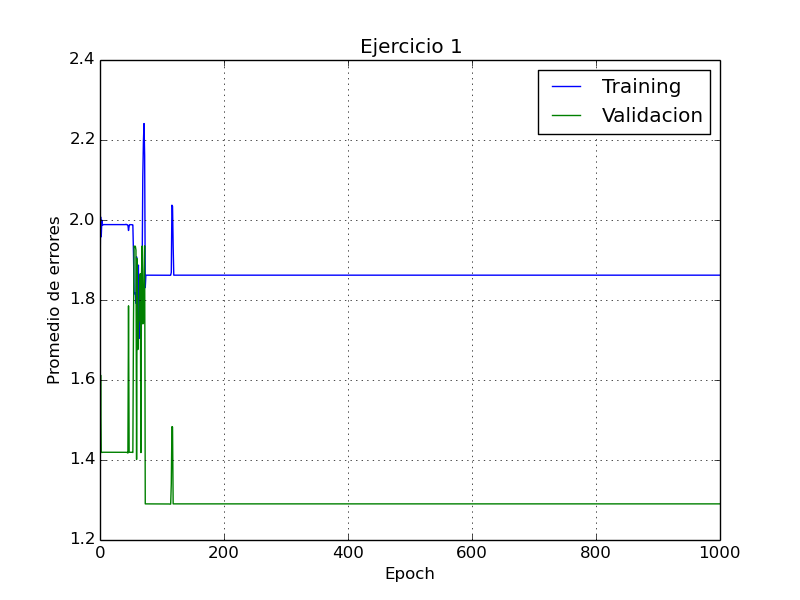 Ejercicio 1
Training
Validacion
2.4
2.2
2.0
1.8
1.6
1.4
1.2
Promedio de errores
0
200
400
600
800
1000
Epoch